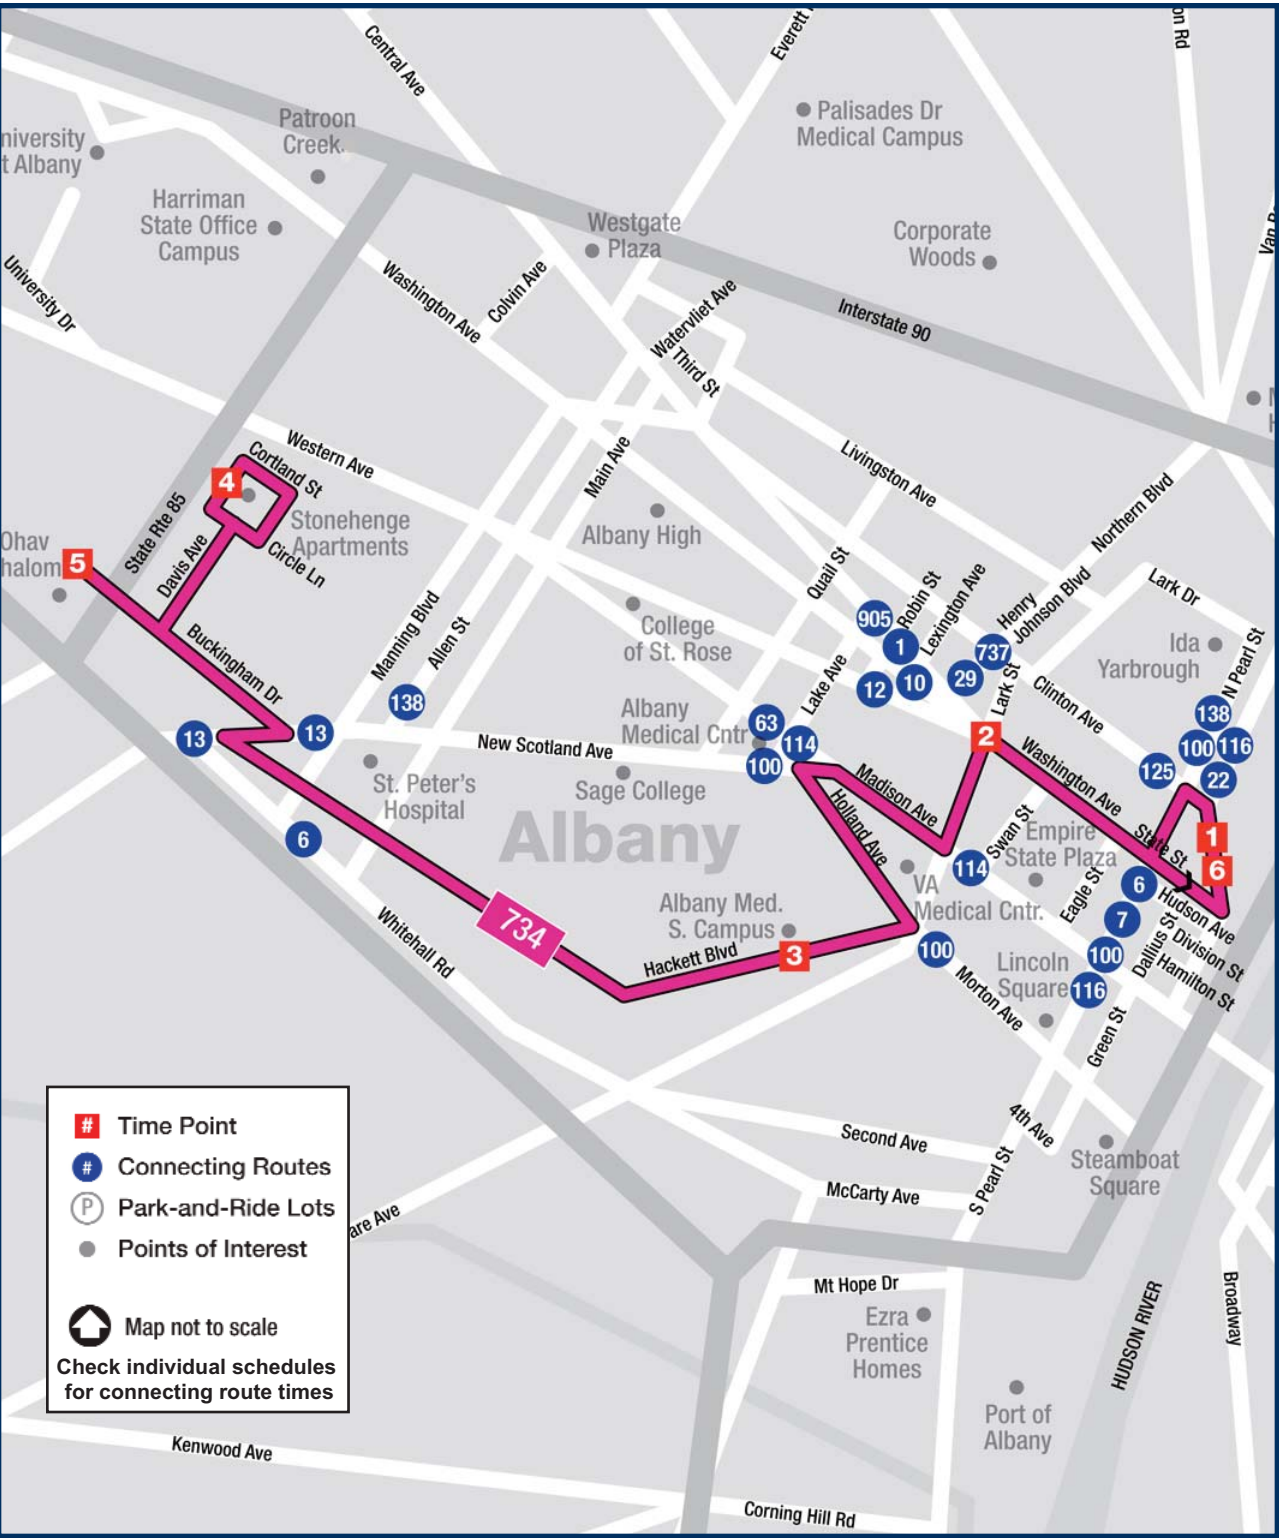 Central Ave
Everett
on Rd
Patroon
Creek
Palisades Dr
Medical Campus
niversity
t Albany
Harriman
State Office
Campus
Westgate
Plaza
Corporate
Woods
University Dr
Washington Ave
Colvin Ave
Watervliet Ave
Third St
Interstate 90
Western Ave
Main Ave
Livingston Ave
Northern Blvd
Cortland St
4
Stonehenge
Apartments
State Rte 85
Davis Ave
Circle Ln
Ohav
halom
5
Albany High
Quail St
Robin St
Lexington Ave
Henry
Johnson Blvd
Lark Dr
Manning Blvd
Allen St
College
of St. Rose
905
1
737
Ida
Yarbrough
N Pearl St
Buckingham Dr
12
10
29
Lark St
Clinton Ave
Lake Ave
138
Albany
Medical Cntr
63
114
100
138
100
116
125
22
13
13
New Scotland Ave
2
Washington Ave
St. Peter's
Hospital
Sage College
Madison Ave
Holland Ave
Swan St
Empire
State Plaza
State St
1
6
Albany
6
114
VA
Medical Cntr.
Eagle St
6
7
Hudson Ave
Dallius St
Division St
Hamilton St
734
Albany Med.
S. Campus
Hackett Blvd
3
100
100
Lincoln
Square
116
Whitehall Rd
Morton Ave
Green St
# Time Point
# Connecting Routes
P Park-and-Ride Lots
Points of Interest
Map not to scale
Check individual schedules
for connecting route times
Second Ave
4th Ave
Steamboat
Square
McCarty Ave
S Pearl St
are Ave
Mt Hope Dr
Ezra
Prentice
Homes
HUDSON RIVER
Broadway
Port of
Albany
Kenwood Ave
Corning Hill Rd